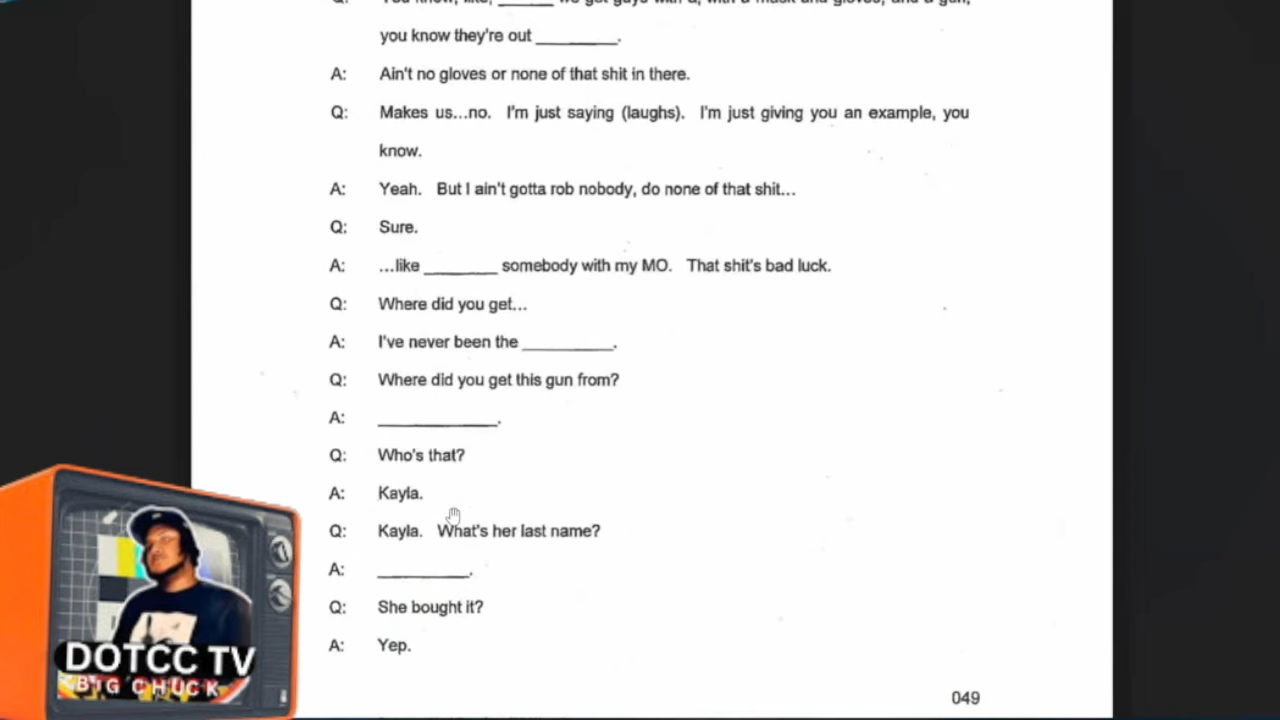 you know they're out _________.
A: Ain't no gloves or none of that shit in there.
Q: Makes us...no. I'm just saying (laughs). I'm just giving you an example, you
know.
A: Yeah. But I ain't gotta rob nobody, do none of that shit...
Q: Sure.
A: ...like ________ somebody with my MO. That shit's bad luck.
Q: Where did you get...
A: I've never been the __________.
Q: Where did you get this gun from?
A: _____________.
Q: Who's that?
A: Kayla.
Q: Kayla. What's her last name?
A: __________.
Q: She bought it?
A: Yep.
049
DOTCC TV
BIG CHUCK